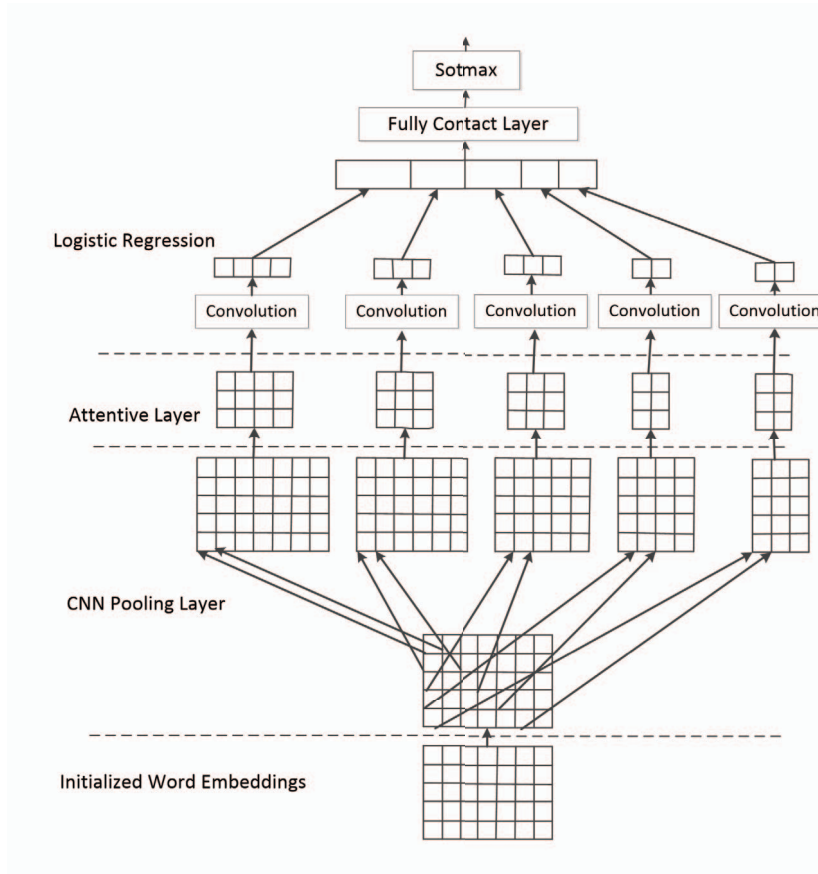 Sotmax
Fully Contact Layer
Logistic Regression
Convolution Convolution Convolution Convolution Convolution
Attentive Layer
CNN Pooling Layer
Initialized Word Embeddings